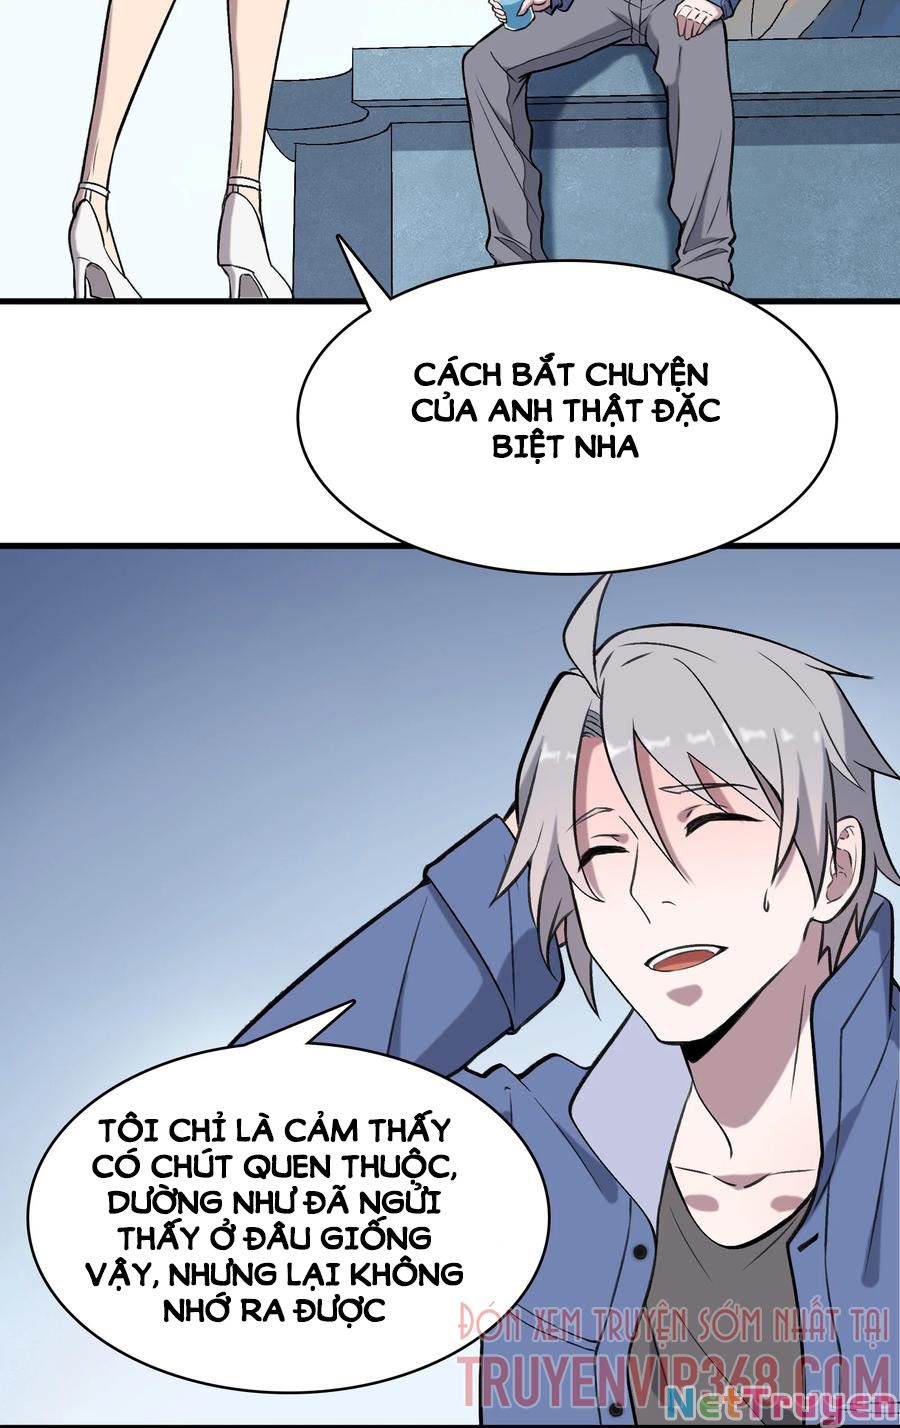 CÁCH BẮT CHUYỆN
CỦA ANH THẬT ĐẶC
BIỆT NHA
TÔI CHỈ LÀ CẢM THẤY
CÓ CHÚT QUEN THUỘC,
DƯỜNG NHƯ ĐÃ NGỬI
THẤY Ở ĐÂU GIỐNG
VẬY, NHƯNG LẠI KHÔNG
NHỚ RA ĐƯỢC
ĐÓN XEM TRUYỆN SỚM NHẤT TẠI
TRUYENVIP368.COM
NetTruyen